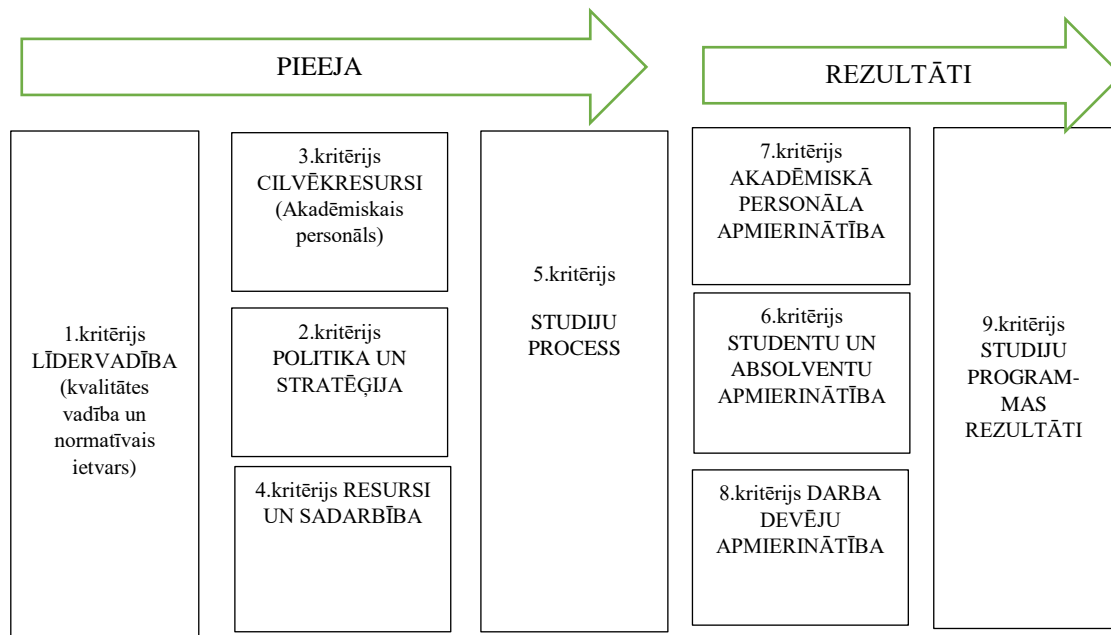 PIEEJA
REZULTĀTI
1.kritērijs
LĪDERVADĪBA
(kvalitātes
vadība un
normatīvais
ietvars)
3.kritērijs
CILVĒKRESURSI
(Akadēmiskais
personāls)
2.kritērijs
POLITIKA UN
STRATĒĢIJA
4.kritērijs RESURSI
UN SADARBĪBA
5.kritērijs
STUDIJU
PROCESS
7.kritērijs
AKADĒMISKĀ
PERSONĀLA
APMIERINĀTĪBA
6.kritērijs
STUDENTU UN
ABSOLVENTU
APMIERINĀTĪBA
8.kritērijs DARBA
DEVĒJU
APMIERINĀTĪBA
9.kritērijs
STUDIJU
PROGRAM-
MAS
REZULTĀTI